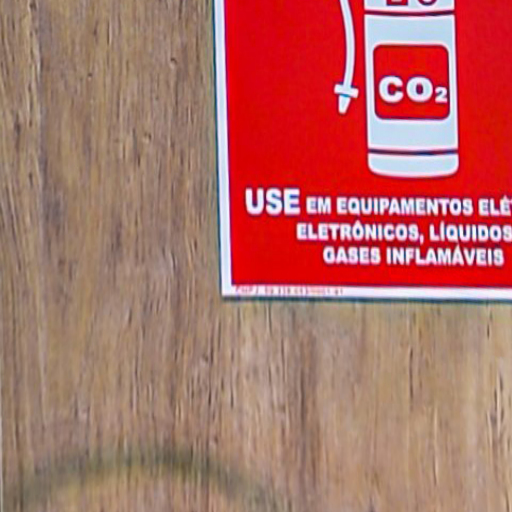 CO₂
USE EM EQUIPAMENTOS
ELETRÔNICOS, LÍQUIDOS
GASES INFLAMÁVEIS